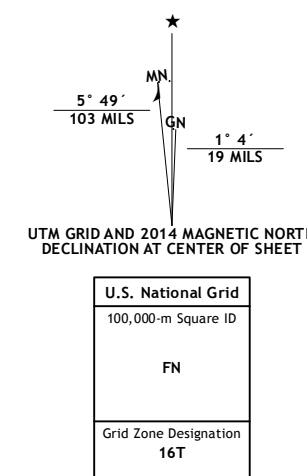 ★
MN.
5° 49´
103 MILS
GN
1° 4´
19 MILS
UTM GRID AND 2014 MAGNETIC NORTH
DECLINATION AT CENTER OF SHEET
U.S. National Grid
100,000-m Square ID
FN
Grid Zone Designation
16T